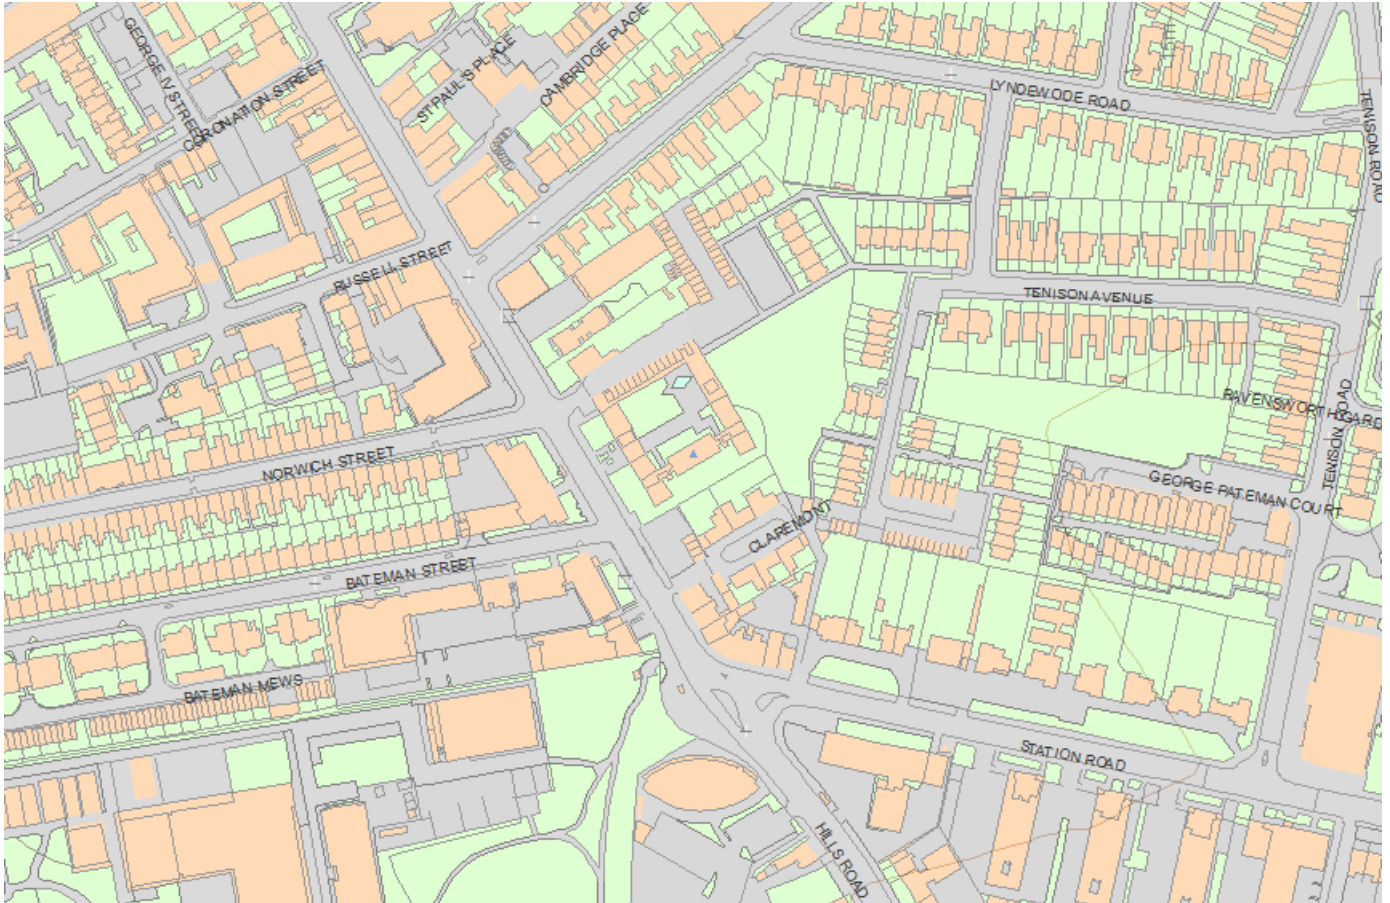 GEORGE IV STREET
CORONATION STREET
ST PAUL'S PLACE
CAMBRIDGE PLACE
LYNDEWODE ROAD
TENISON ROAD
RUSSELL STREET
TENISON AVENUE
RAVENSWORTH GARD
TENISON ROAD
NORWICH STREET
GEORGE PATEMAN COURT
CLAREMONT
BATEMAN STREET
BATEMAN MEWS
STATION ROAD
HILLS ROAD